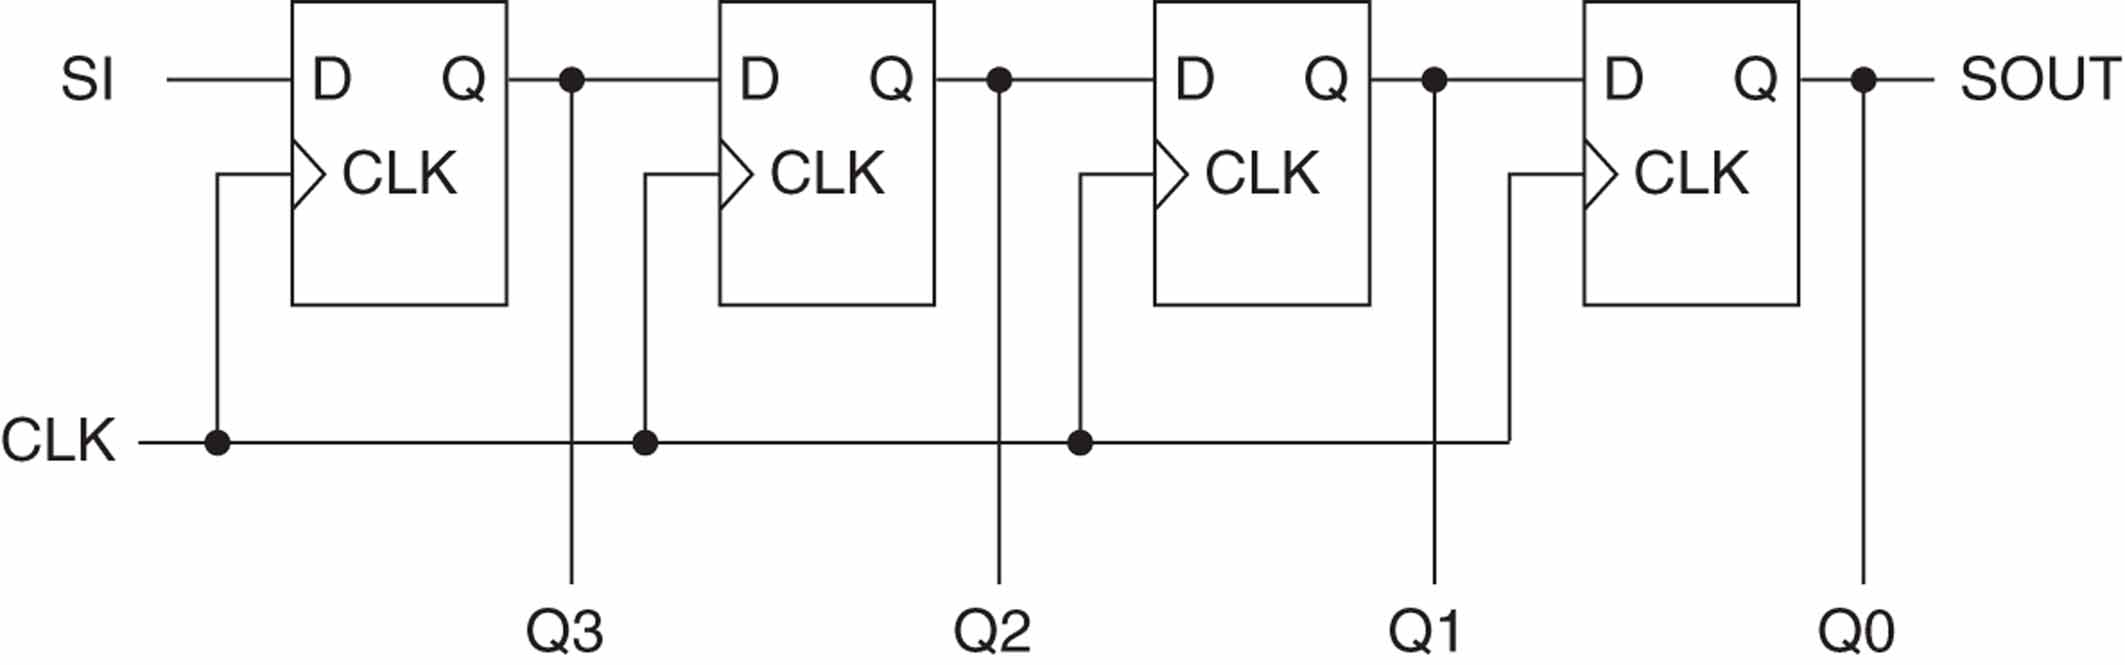 SI D Q D Q D Q D Q SOUT
CLK CLK CLK CLK
CLK
Q3 Q2 Q1 Q0